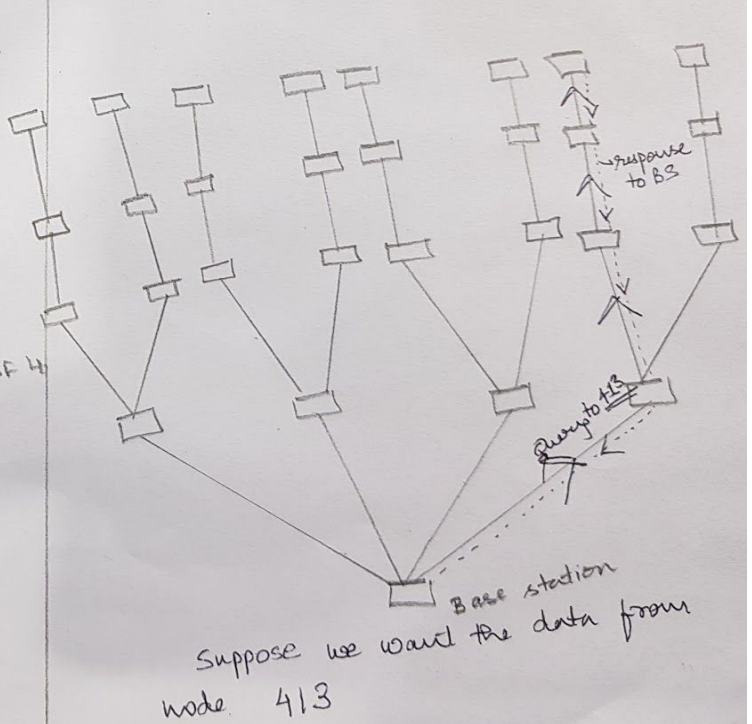 response
to BS
Query to 413
Base station
Suppose we want the data from
node 413